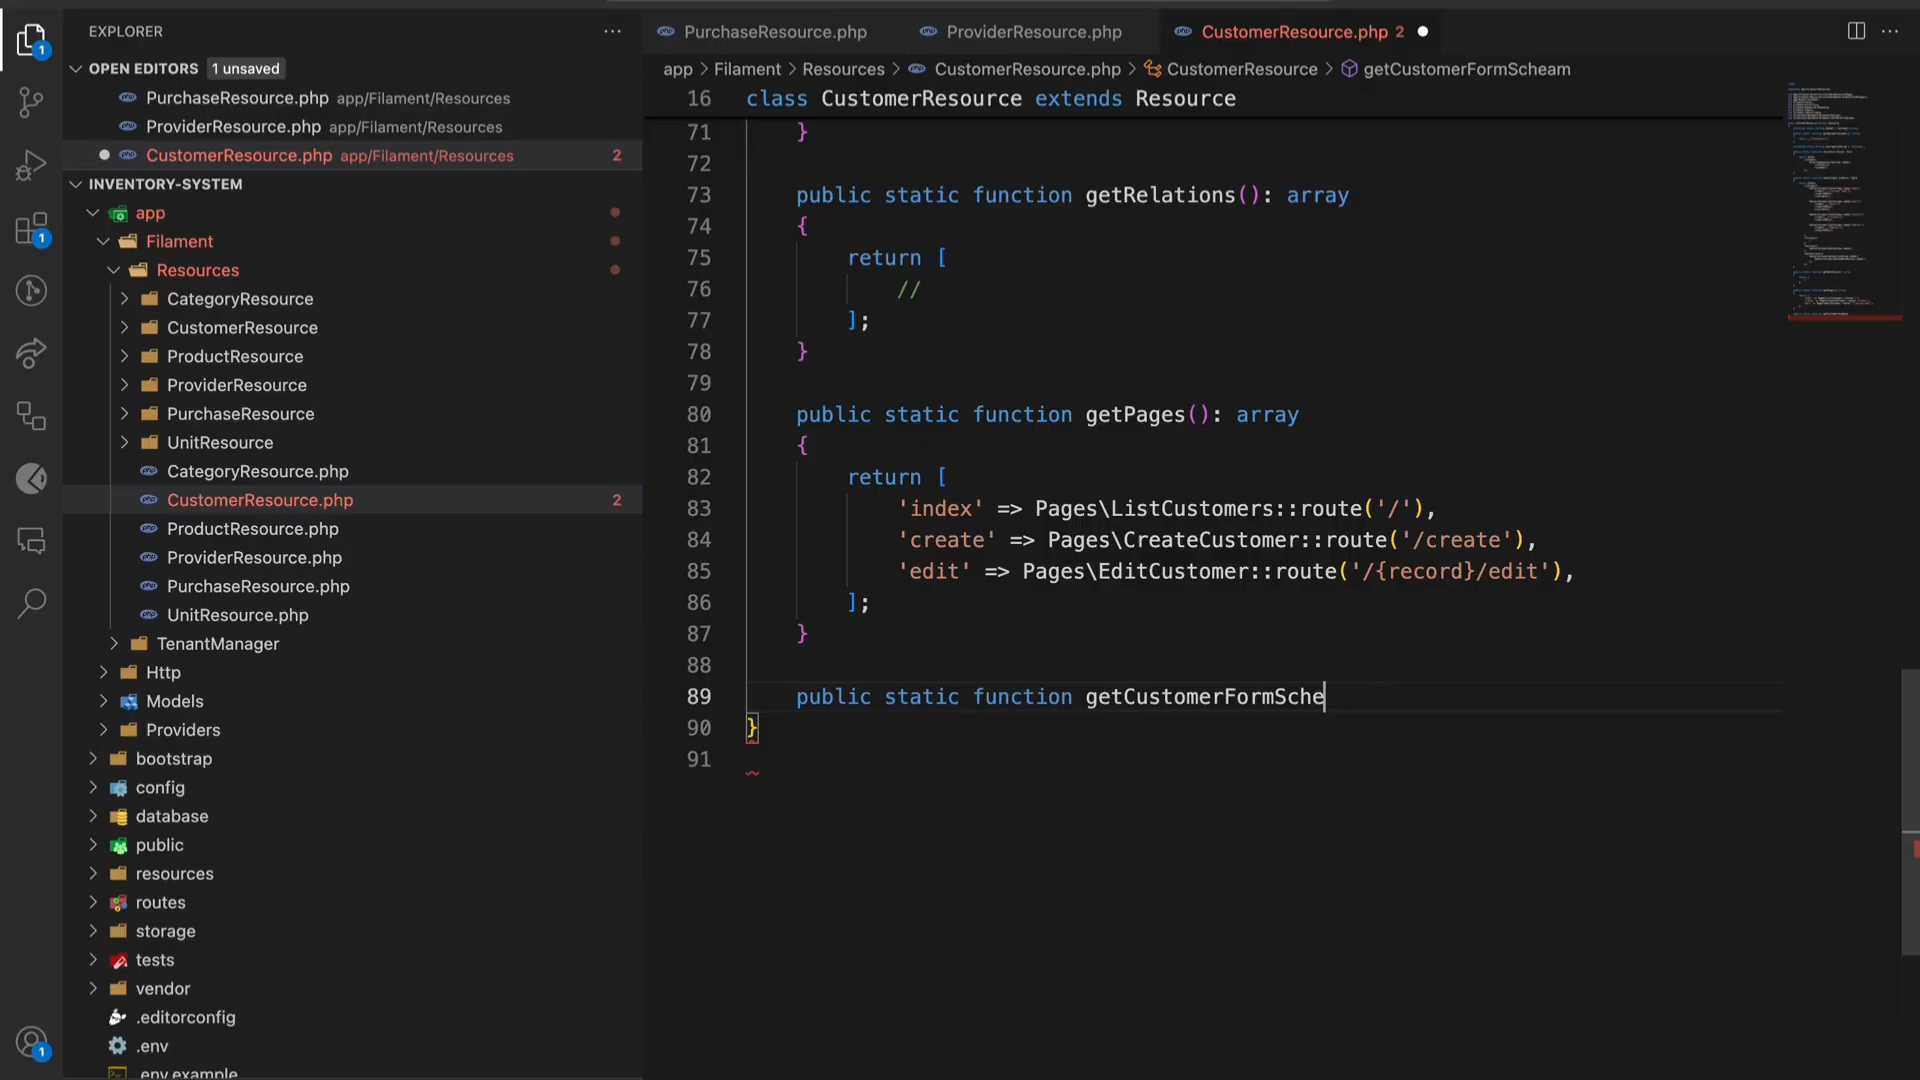 EXPLORER
OPEN EDITORS 1 unsaved
PurchaseResource.php app/Filament/Resources
ProviderResource.php app/Filament/Resources
CustomerResource.php app/Filament/Resources 2
INVENTORY-SYSTEM
app
Filament
Resources
CategoryResource
CustomerResource
ProductResource
ProviderResource
PurchaseResource
UnitResource
CategoryResource.php
CustomerResource.php 2
ProductResource.php
ProviderResource.php
PurchaseResource.php
UnitResource.php
TenantManager
Http
Models
Providers
bootstrap
config
database
public
resources
routes
storage
tests
vendor
.editorconfig
.env
.env.example
1
1
1
PurchaseResource.php ProviderResource.php CustomerResource.php 2
app > Filament > Resources > CustomerResource.php > CustomerResource > getCustomerFormScheam
16 class CustomerResource extends Resource
71 }
72
73 public static function getRelations(): array
74 {
75 return [
76 //
77 ];
78 }
79
80 public static function getPages(): array
81 {
82 return [
83 'index' => Pages\ListCustomers::route('/'),
84 'create' => Pages\CreateCustomer::route('/create'),
85 'edit' => Pages\EditCustomer::route('/{record}/edit'),
86 ];
87 }
88
89 public static function getCustomerFormSche
90 }
91